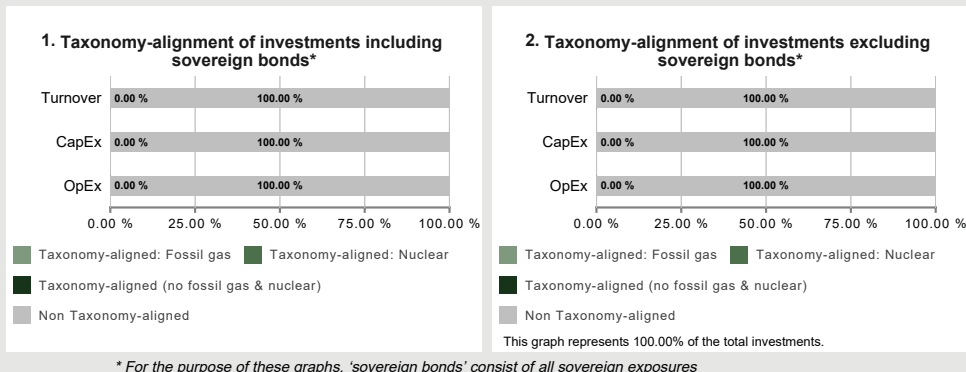 1. Taxonomy-alignment of investments including
sovereign bonds*
Turnover 0.00 % 100.00 %
CapEx 0.00 % 100.00 %
OpEx 0.00 % 100.00 %
0.00 % 25.00 % 50.00 % 75.00 % 100.00 %
Taxonomy-aligned: Fossil gas Taxonomy-aligned: Nuclear
Taxonomy-aligned (no fossil gas & nuclear)
Non Taxonomy-aligned
2. Taxonomy-alignment of investments excluding
sovereign bonds*
Turnover 0.00 % 100.00 %
CapEx 0.00 % 100.00 %
OpEx 0.00 % 100.00 %
0.00 % 25.00 % 50.00 % 75.00 % 100.00 %
Taxonomy-aligned: Fossil gas Taxonomy-aligned: Nuclear
Taxonomy-aligned (no fossil gas & nuclear)
Non Taxonomy-aligned
This graph represents 100.00% of the total investments.
* For the purpose of these graphs, ‘sovereign bonds’ consist of all sovereign exposures